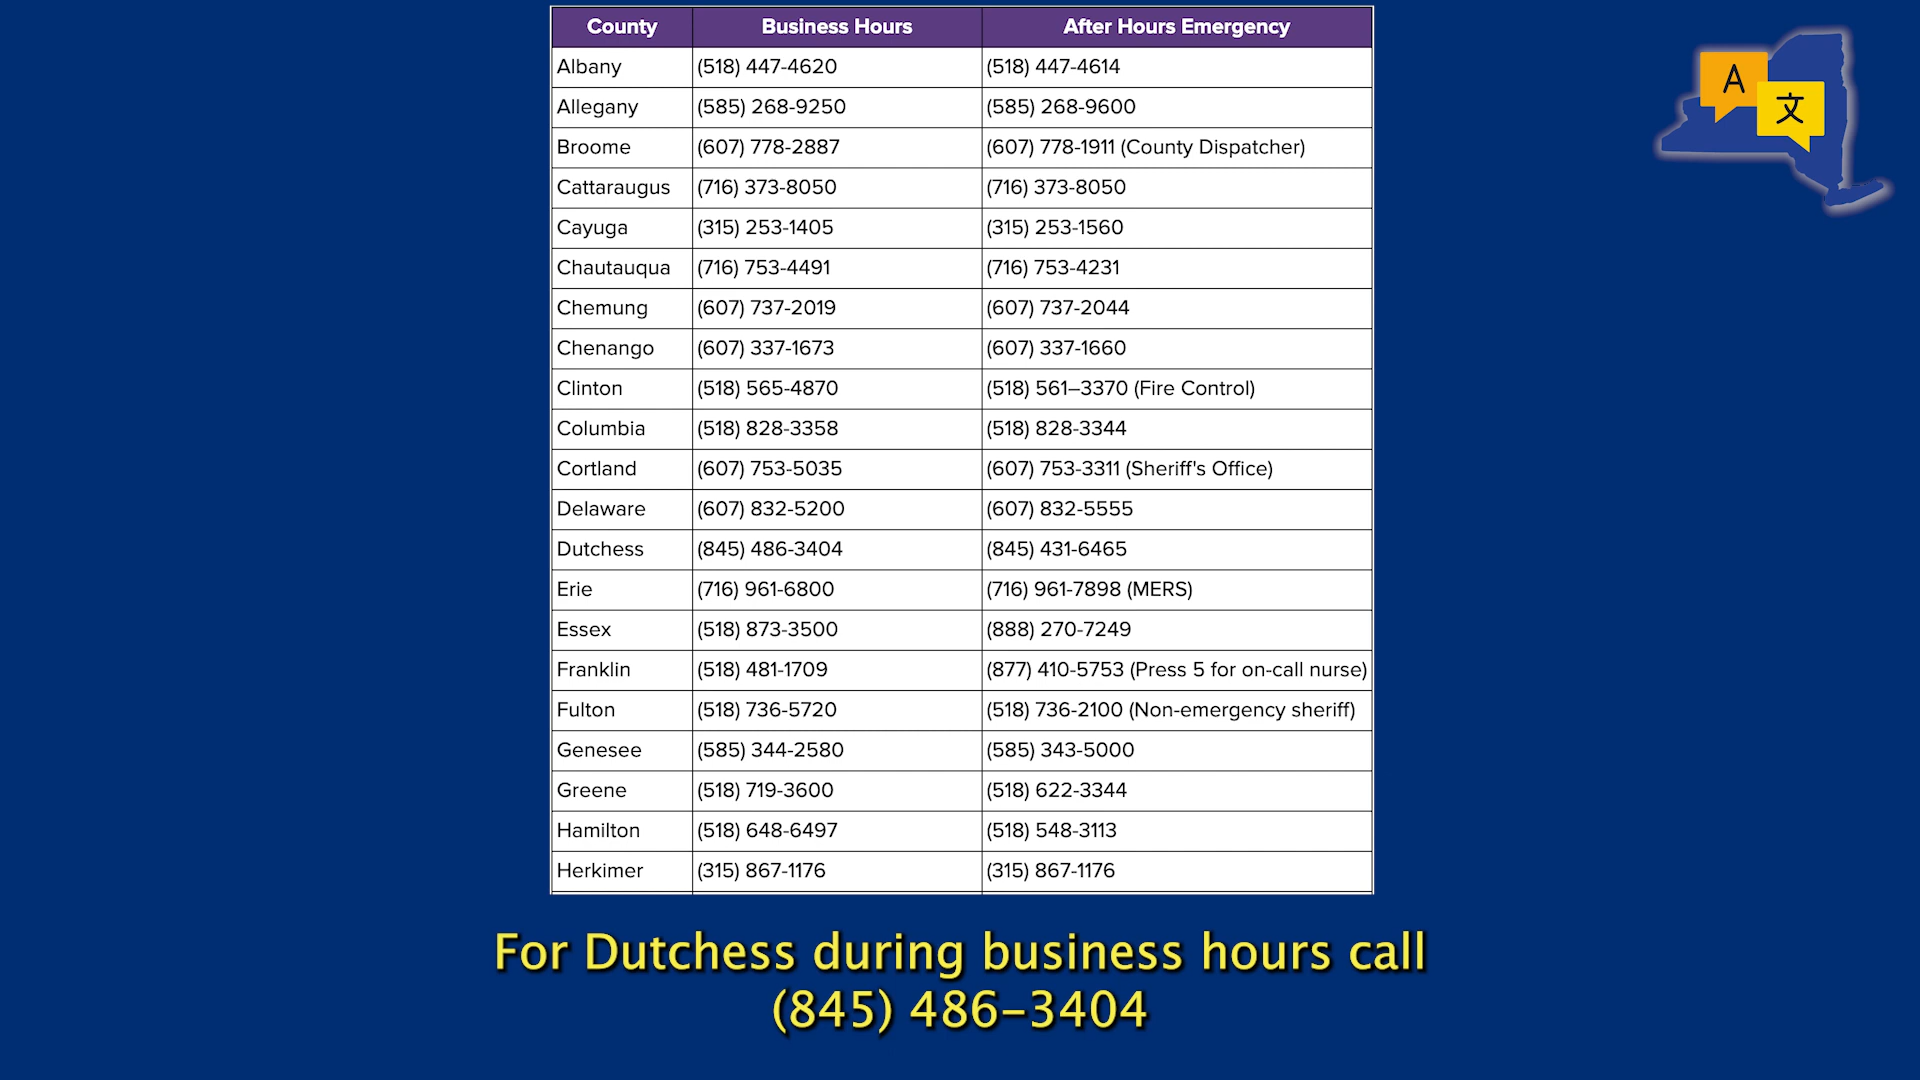 County Business Hours After Hours Emergency
Albany (518) 447-4620 (518) 447-4614
Allegany (585) 268-9250 (585) 268-9600
Broome (607) 778-2887 (607) 778-1911 (County Dispatcher)
Cattaraugus (716) 373-8050 (716) 373-8050
Cayuga (315) 253-1405 (315) 253-1560
Chautauqua (716) 753-4491 (716) 753-4231
Chemung (607) 737-2019 (607) 737-2044
Chenango (607) 337-1673 (607) 337-1660
Clinton (518) 565-4870 (518) 561–3370 (Fire Control)
Columbia (518) 828-3358 (518) 828-3344
Cortland (607) 753-5035 (607) 753-3311 (Sheriff's Office)
Delaware (607) 832-5200 (607) 832-5555
Dutchess (845) 486-3404 (845) 431-6465
Erie (716) 961-6800 (716) 961-7898 (MERS)
Essex (518) 873-3500 (888) 270-7249
Franklin (518) 481-1709 (877) 410-5753 (Press 5 for on-call nurse)
Fulton (518) 736-5720 (518) 736-2100 (Non-emergency sheriff)
Genesee (585) 344-2580 (585) 343-5000
Greene (518) 719-3600 (518) 622-3344
Hamilton (518) 648-6497 (518) 548-3113
Herkimer (315) 867-1176 (315) 867-1176
A
文
For Dutchess during business hours call
(845) 486–3404